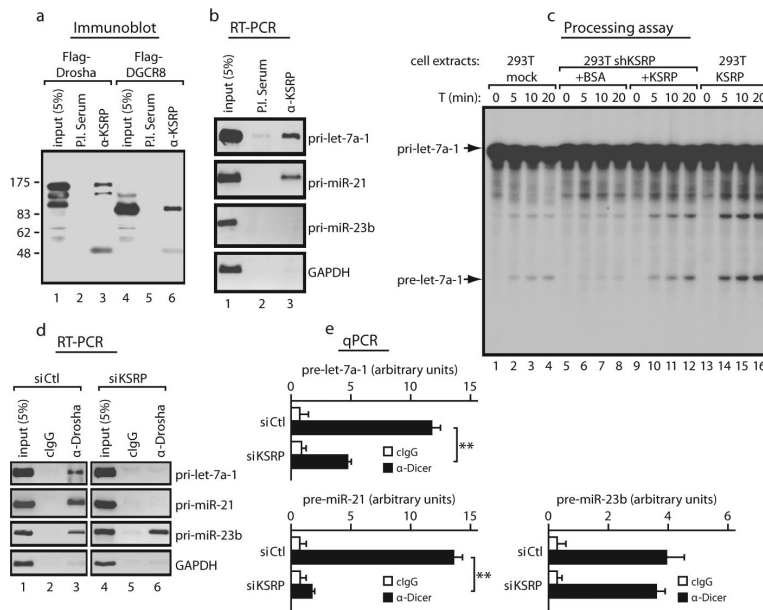 a
Immunoblot
Flag-
Drosha
Flag-
DGCR8
input (5%)
P.I. Serum
α-KSRP
input (5%)
P.I. Serum
α-KSRP
175
83
62
48
1 2 3 4 5 6
b
RT-PCR
input (5%)
P.I. Serum
α-KSRP
pri-let-7a-1
pri-miR-21
pri-miR-23b
GAPDH
1 2 3
c
Processing assay
cell extracts:
293T
mock
293T shKSRP
+BSA
+KSRP
293T
KSRP
T (min): 0 5 10 20 0 5 10 20 0 5 10 20 0 5 10 20
pri-let-7a-1
pre-let-7a-1
1 2 3 4 5 6 7 8 9 10 11 12 13 14 15 16
d
RT-PCR
siCtl
siKSRP
input (5%)
cIgG
α-Drosha
input (5%)
cIgG
α-Drosha
pri-let-7a-1
pri-miR-21
pri-miR-23b
GAPDH
1 2 3 4 5 6
e
qPCR
pre-let-7a-1 (arbitrary units)
0 5 10 15
siCtl
siKSRP
**
cIgG
α-Dicer
pre-miR-21 (arbitrary units)
0 5 10 15
siCtl
siKSRP
**
cIgG
α-Dicer
pre-miR-23b (arbitrary units)
0 2 4 6
siCtl
siKSRP
cIgG
α-Dicer